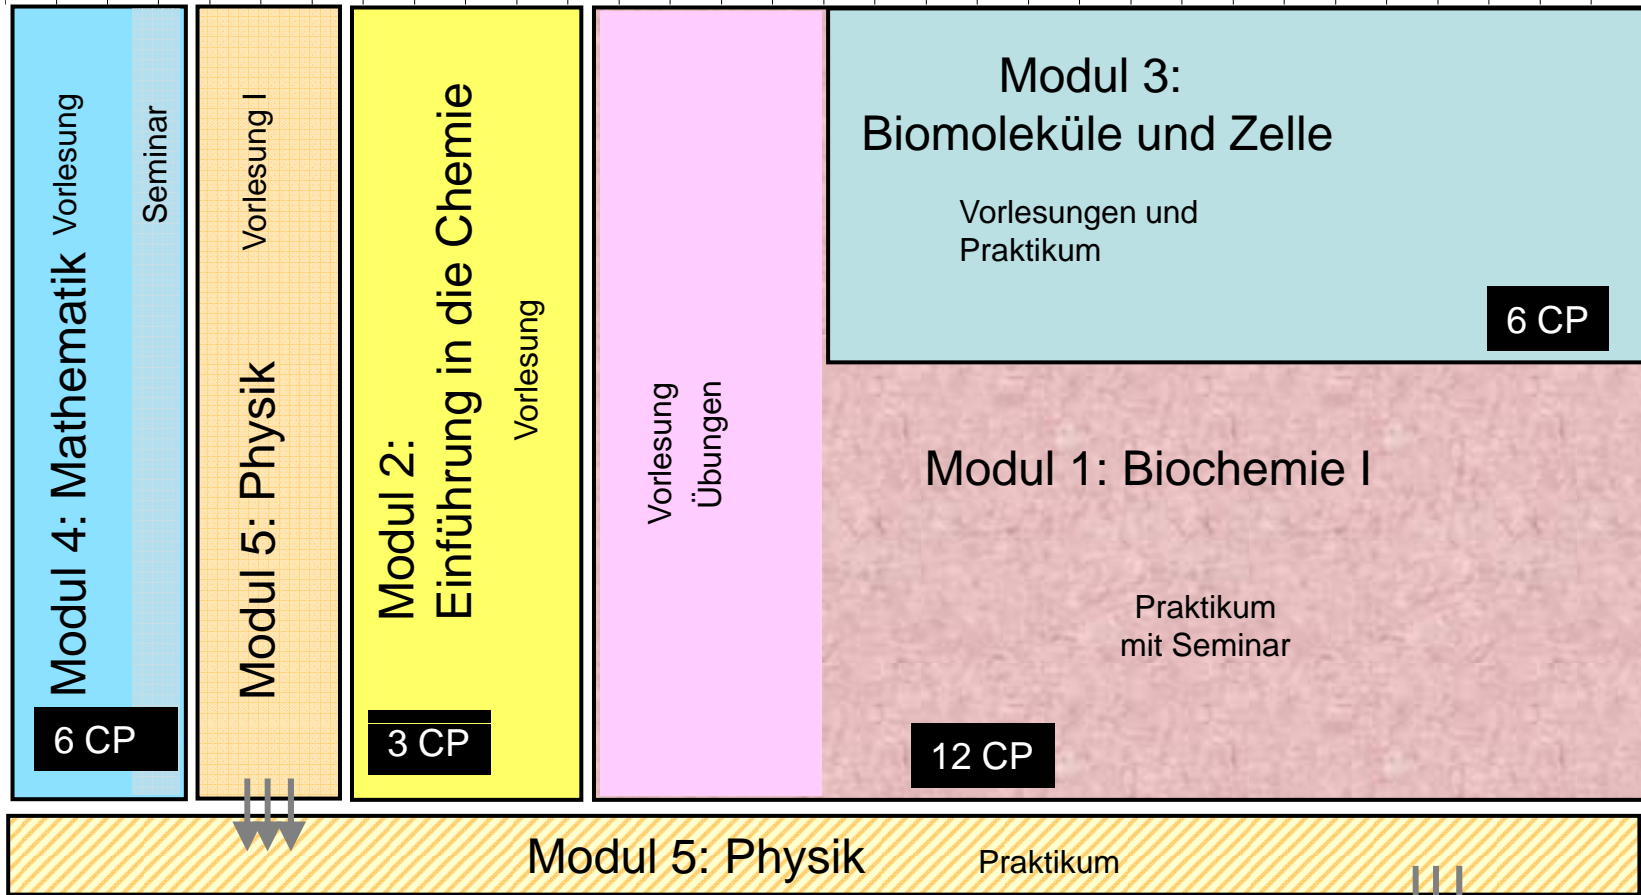 Modul 4: Mathematik Vorlesung
Seminar
6 CP
Modul 5: Physik Vorlesung I
Modul 2:
Einführung in die Chemie
Vorlesung
3 CP
Vorlesung
Übungen
Modul 3:
Biomoleküle und Zelle
Vorlesungen und
Praktikum
6 CP
Modul 1: Biochemie I
Praktikum
mit Seminar
12 CP
Modul 5: Physik Praktikum